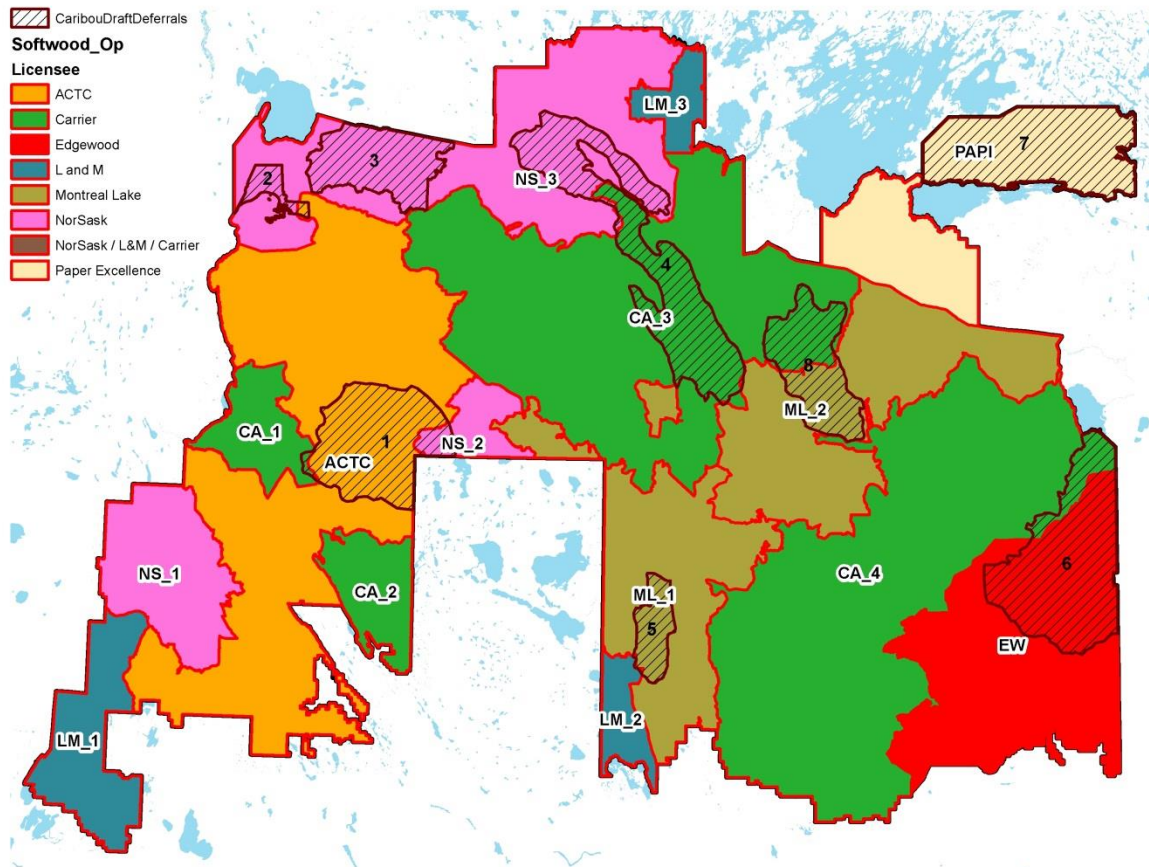 CaribouDraftDeferrals
Softwood_Op
Licensee
ACTC
Carrier
Edgewood
L and M
Montreal Lake
NorSask
NorSask / L&M / Carrier
Paper Excellence
LM_3
7
PAPI
3
2
NS_3
4
CA_3
8
ML_2
CA_1
1
NS_2
ACTC
NS_1
CA_2
CA_4
6
ML_1
5
EW
LM_2
LM_1